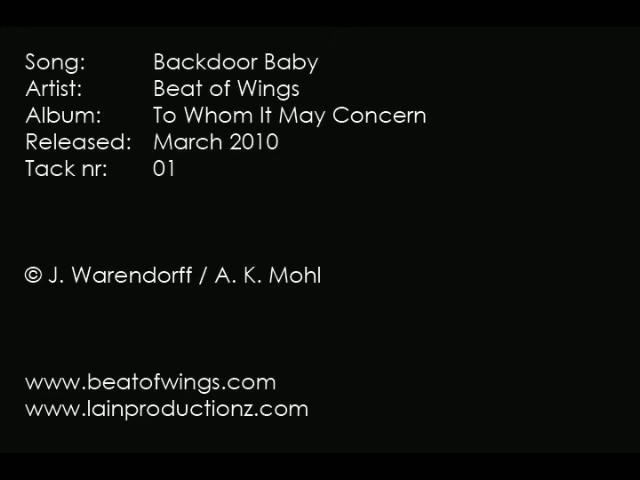 Song: Backdoor Baby
Artist: Beat of Wings
Album: To Whom It May Concern
Released: March 2010
Tack nr: 01
© J. Warendorff / A. K. Mohl
www.beatofwings.com
www.lainproductionz.com